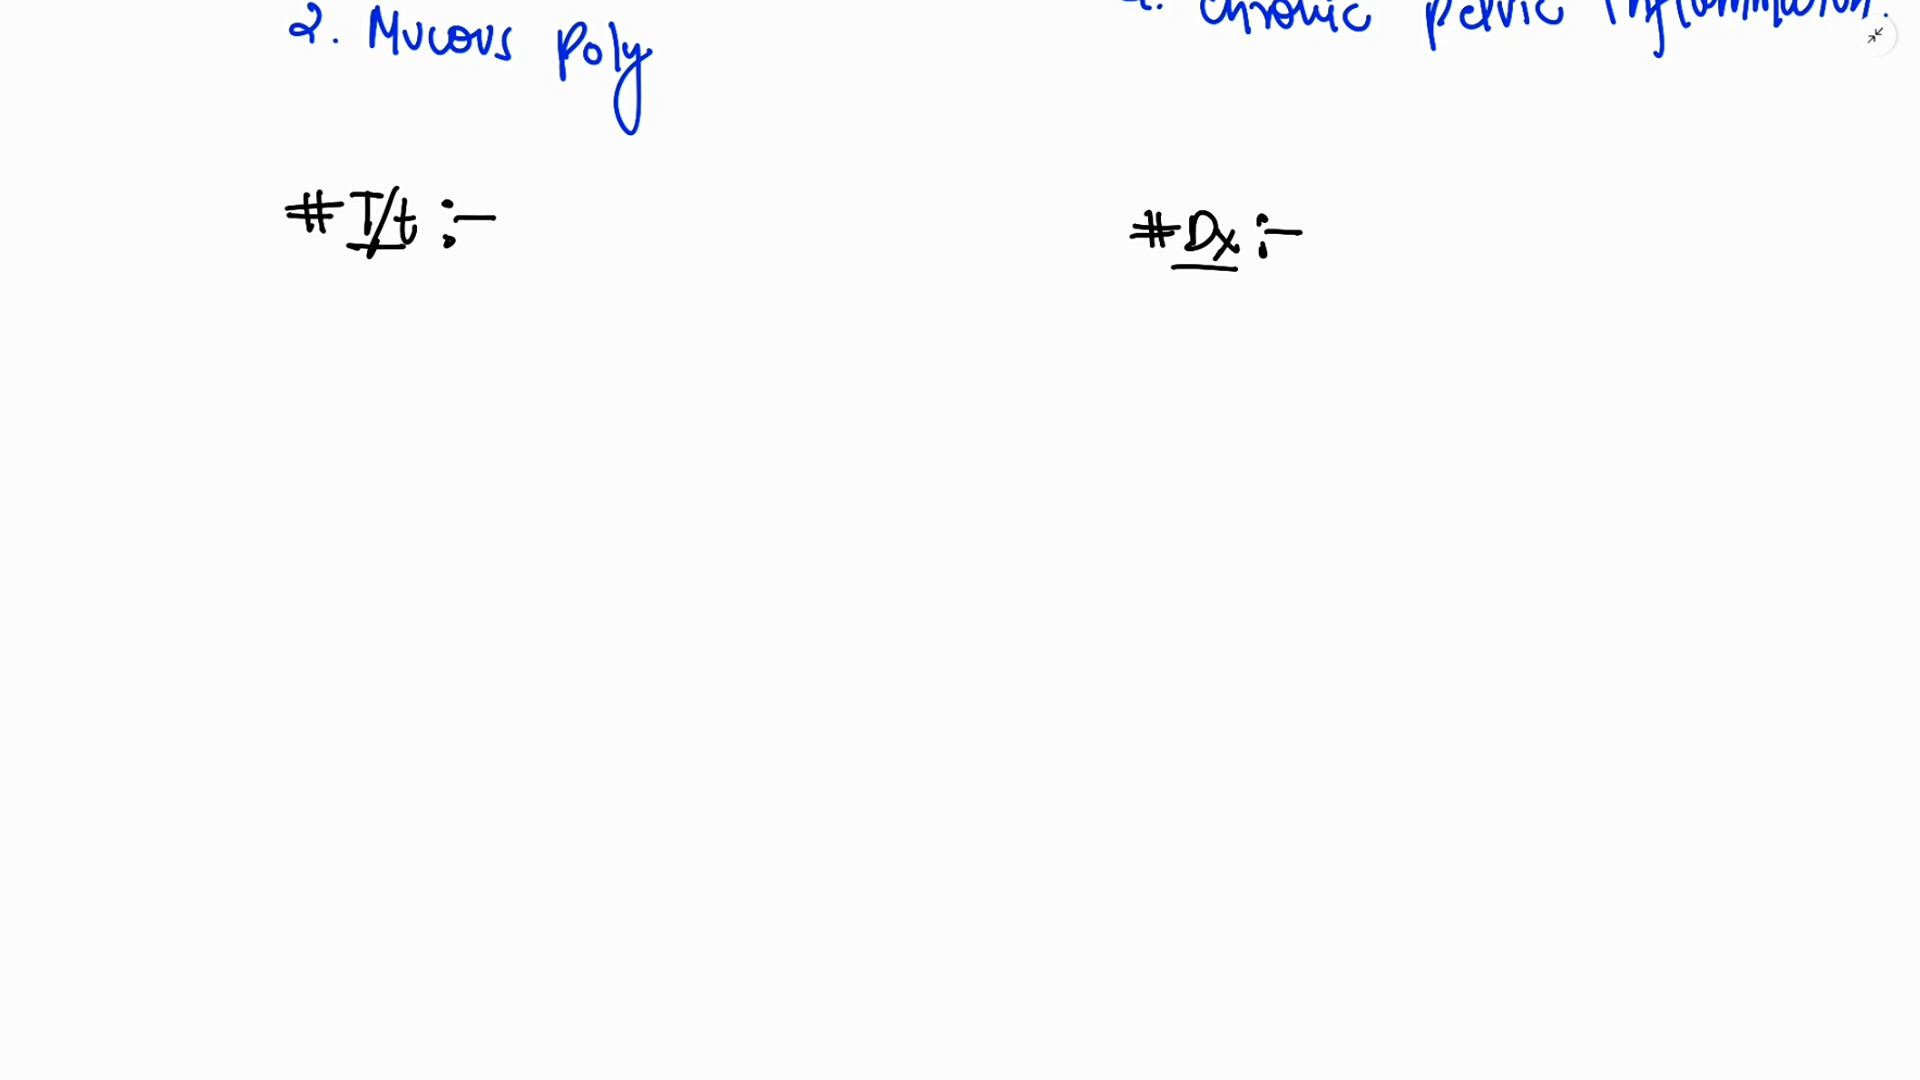 2. Mucous Poly
Chronic Pelvic Inflammation.
# T/t :-
# Dx :-